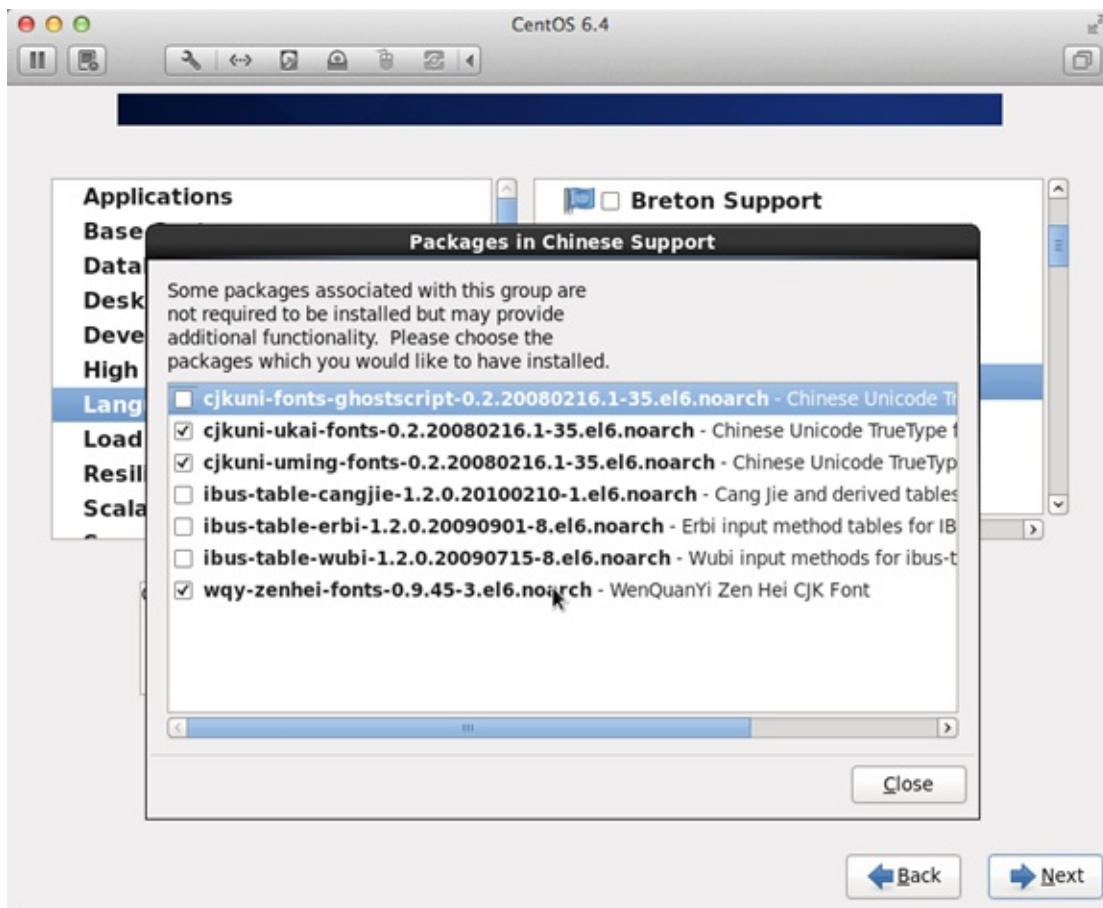 CentOS 6.4
Applications
Breton Support
Base
Packages in Chinese Support
Data
Some packages associated with this group are
Desk
not required to be installed but may provide
Deve
additional functionality. Please choose the
High
packages which you would like to have installed.
Lang
cjkuni-fonts-ghostscript-0.2.20080216.1-35.el6.noarch - Chinese Unicode Tr
Load
cjkuni-ukai-fonts-0.2.20080216.1-35.el6.noarch - Chinese Unicode TrueType f
Resil
cjkuni-uming-fonts-0.2.20080216.1-35.el6.noarch - Chinese Unicode TrueTyp
Scala
ibus-table-cangjie-1.2.0.20100210-1.el6.noarch - Cang Jie and derived tables
ibus-table-erbi-1.2.0.20090901-8.el6.noarch - Erbi input method tables for IB
ibus-table-wubi-1.2.0.20090715-8.el6.noarch - Wubi input methods for ibus-t
wqy-zenhei-fonts-0.9.45-3.el6.noarch - WenQuanYi Zen Hei CJK Font
Close
Back
Next